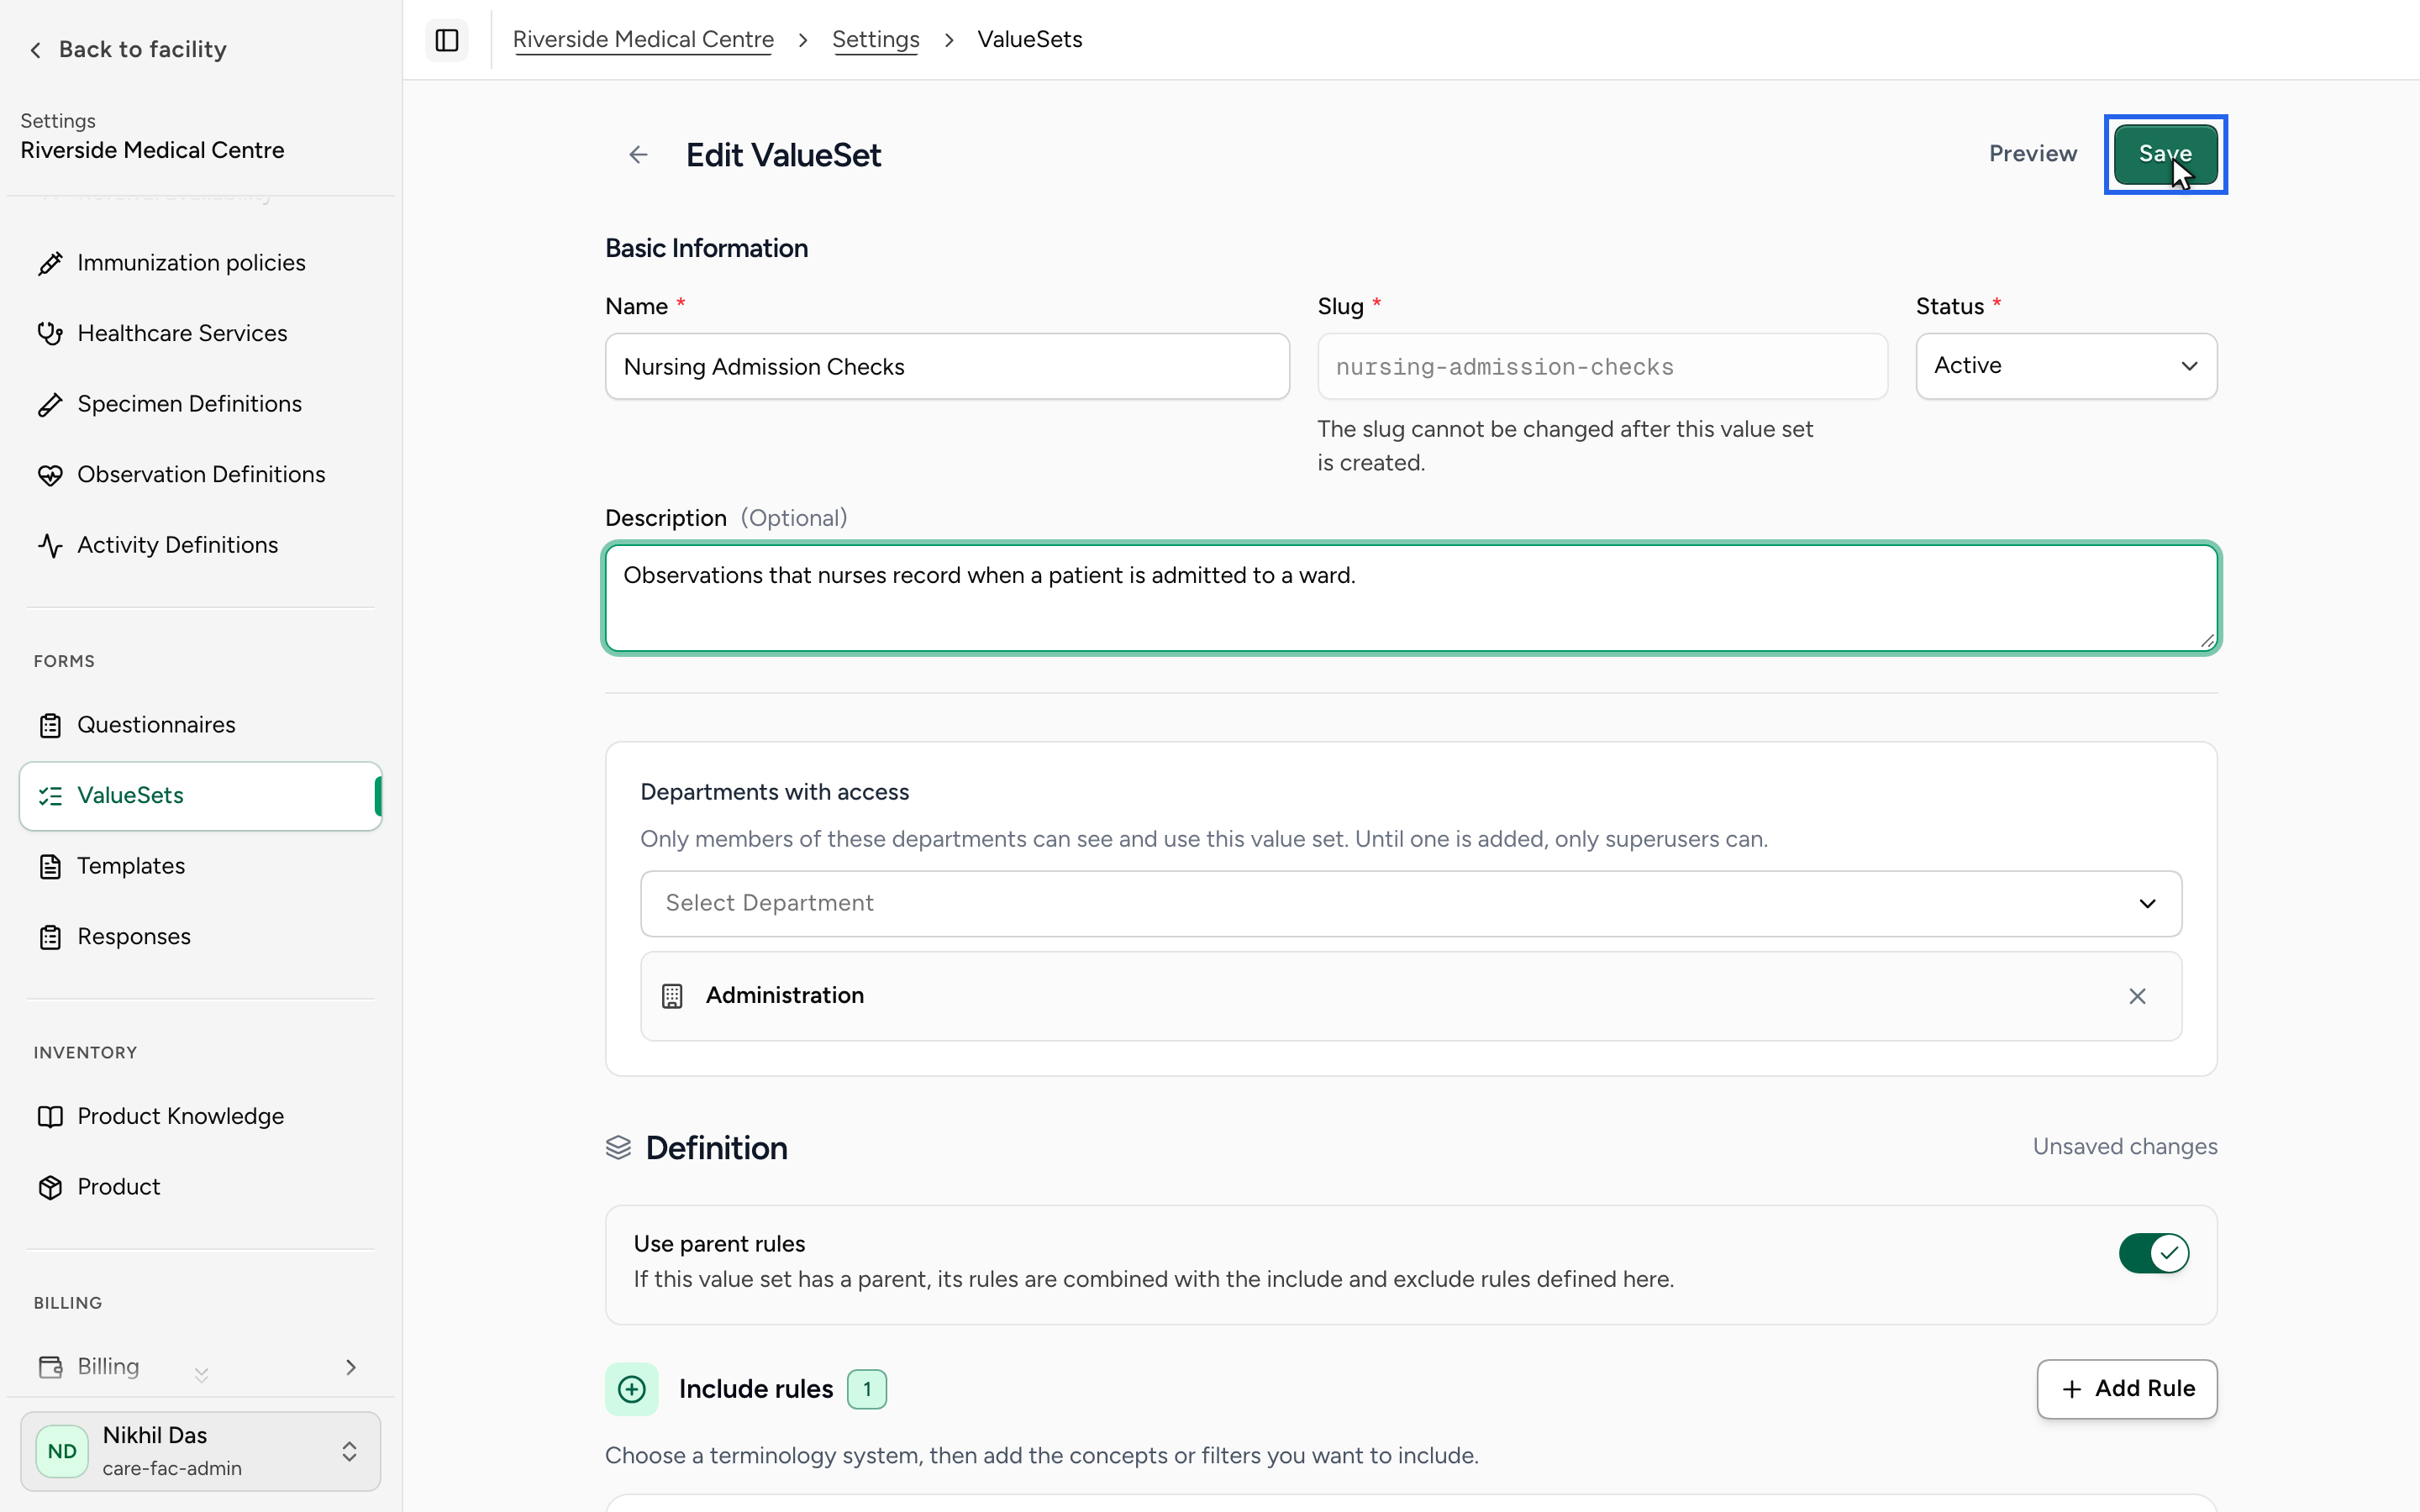 Back to facility
Settings
Riverside Medical Centre
Immunization policies
Healthcare Services
Specimen Definitions
Observation Definitions
Activity Definitions
FORMS
Questionnaires
ValueSets
Templates
Responses
INVENTORY
Product Knowledge
Product
BILLING
Billing
ND
Nikhil Das
care-fac-admin
Riverside Medical Centre > Settings > ValueSets
Edit ValueSet
Preview
Save
Basic Information
Name *
Nursing Admission Checks
Slug *
nursing-admission-checks
The slug cannot be changed after this value set
is created.
Status *
Active
Description (Optional)
Observations that nurses record when a patient is admitted to a ward.
Departments with access
Only members of these departments can see and use this value set. Until one is added, only superusers can.
Select Department
Administration
Definition
Unsaved changes
Use parent rules
If this value set has a parent, its rules are combined with the include and exclude rules defined here.
Include rules 1
+ Add Rule
Choose a terminology system, then add the concepts or filters you want to include.